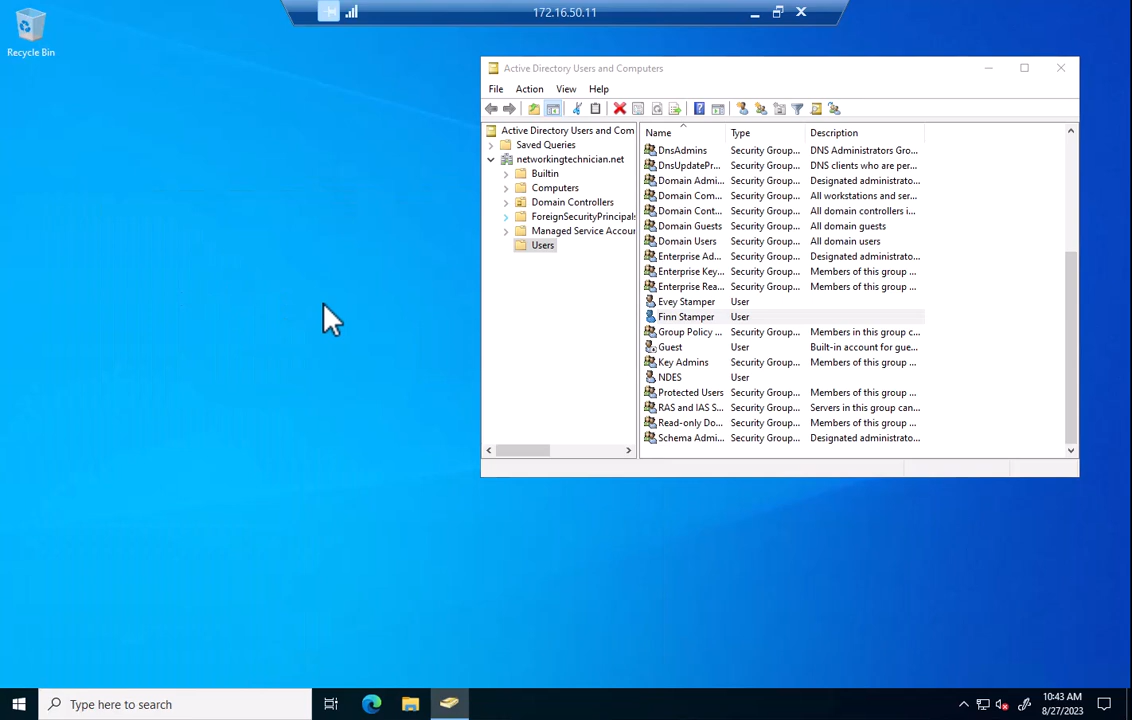 172.16.50.11
Recycle Bin
Active Directory Users and Computers
File Action View Help
Active Directory Users and Com
Saved Queries
networkingtechnician.net
Builtin
Computers
Domain Controllers
ForeignSecurityPrincipals
Managed Service Accour
Users
Name Type Description
DnsAdmins Security Group... DNS Administrators Gro...
DnsUpdatePr... Security Group... DNS clients who are per...
Domain Admi... Security Group... Designated administrato...
Domain Com... Security Group... All workstations and ser...
Domain Cont... Security Group... All domain controllers i...
Domain Guests Security Group... All domain guests
Domain Users Security Group... All domain users
Enterprise Ad... Security Group... Designated administrato...
Enterprise Key... Security Group... Members of this group ...
Enterprise Rea... Security Group... Members of this group ...
Evey Stamper User
Finn Stamper User
Group Policy ... Security Group... Members in this group c...
Guest User Built-in account for gue...
Key Admins Security Group... Members of this group ...
NDES User
Protected Users Security Group... Members of this group ...
RAS and IAS S... Security Group... Servers in this group can...
Read-only Do... Security Group... Members of this group ...
Schema Admi... Security Group... Designated administrato...
Type here to search
10:43 AM
8/27/2023